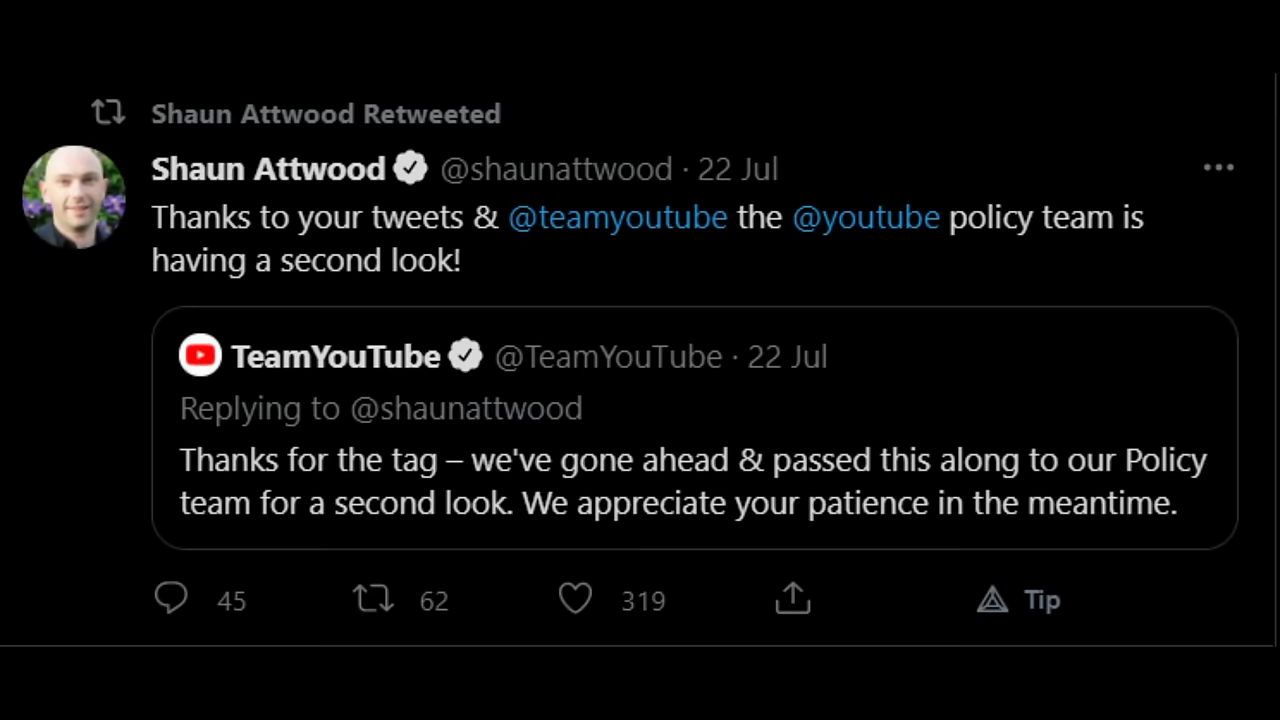 Shaun Attwood Retweeted
Shaun Attwood @shaunattwood · 22 Jul
Thanks to your tweets & @teamyoutube the @youtube policy team is
having a second look!
TeamYouTube @TeamYouTube · 22 Jul
Replying to @shaunattwood
Thanks for the tag – we've gone ahead & passed this along to our Policy
team for a second look. We appreciate your patience in the meantime.
45 62 319 Tip